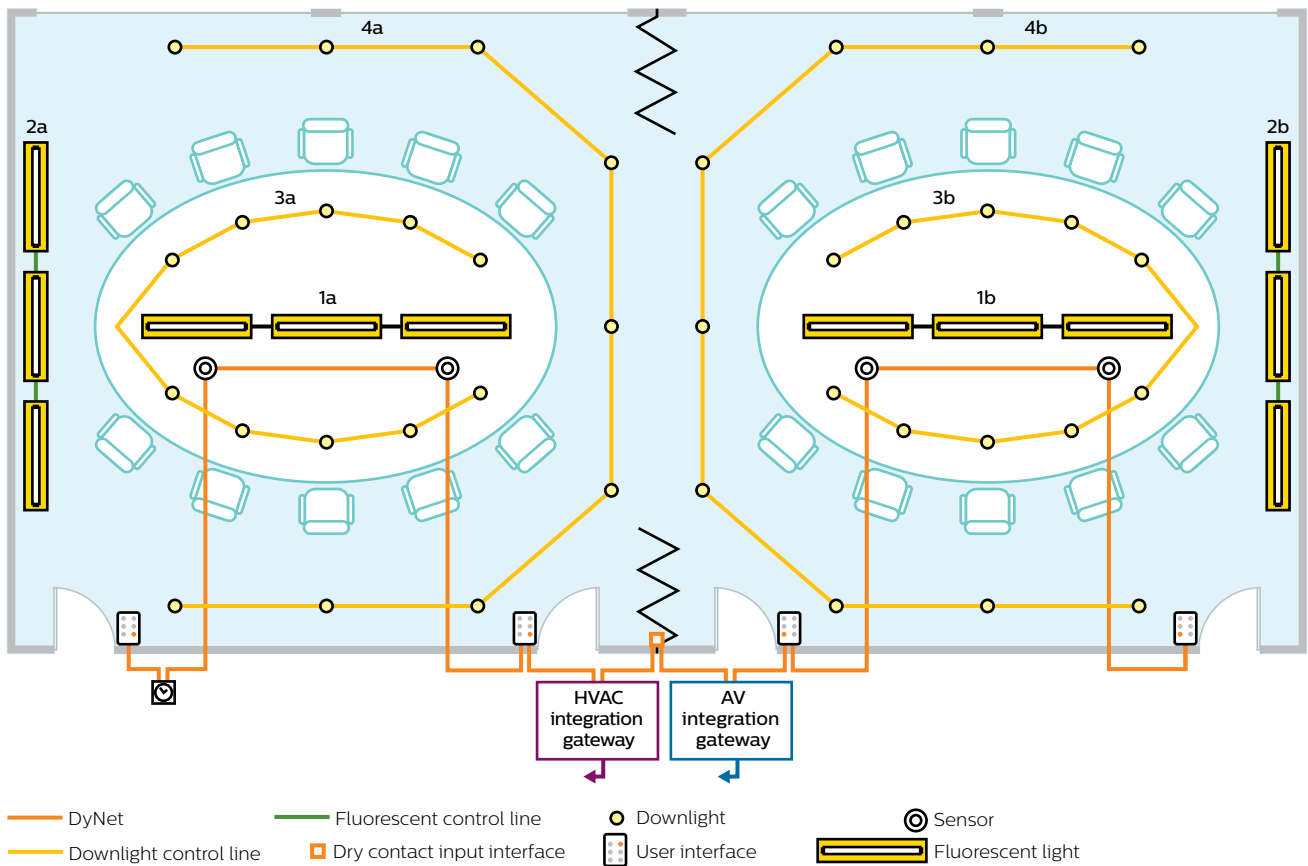 4a
4b
2a
2b
3a
3b
1a
1b
HVAC
integration
gateway
AV
integration
gateway
DyNet
Fluorescent control line
Downlight
Sensor
Downlight control line
Dry contact input interface
User interface
Fluorescent light